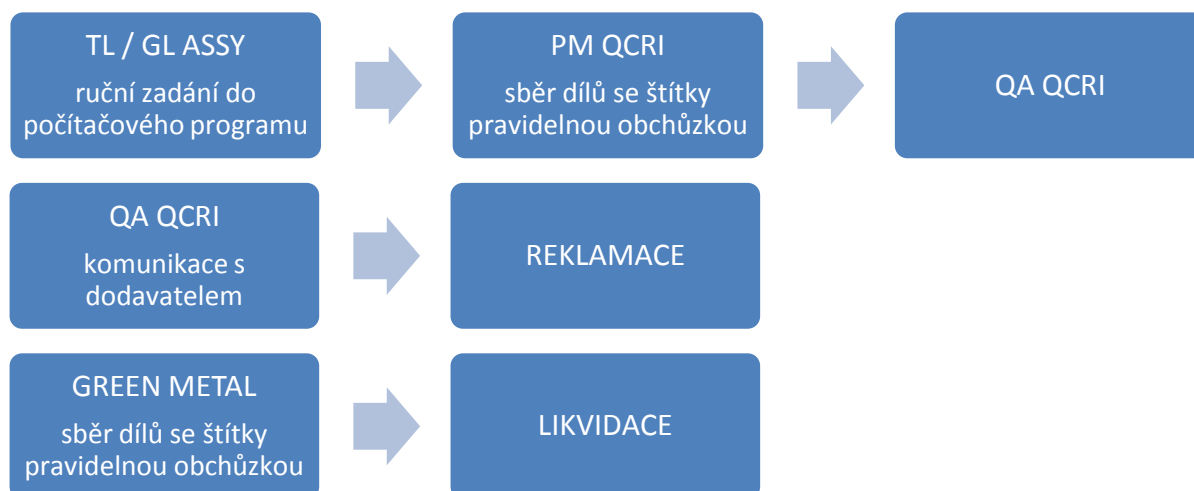 TL / GL ASSY
ruční zadání do
počítačového programu
PM QCRI
sběr dílů se štítky
pravidelnou obchůzkou
QA QCRI
QA QCRI
komunikace s
dodavatelem
REKLAMACE
GREEN METAL
sběr dílů se štítky
pravidelnou obchůzkou
LIKVIDACE